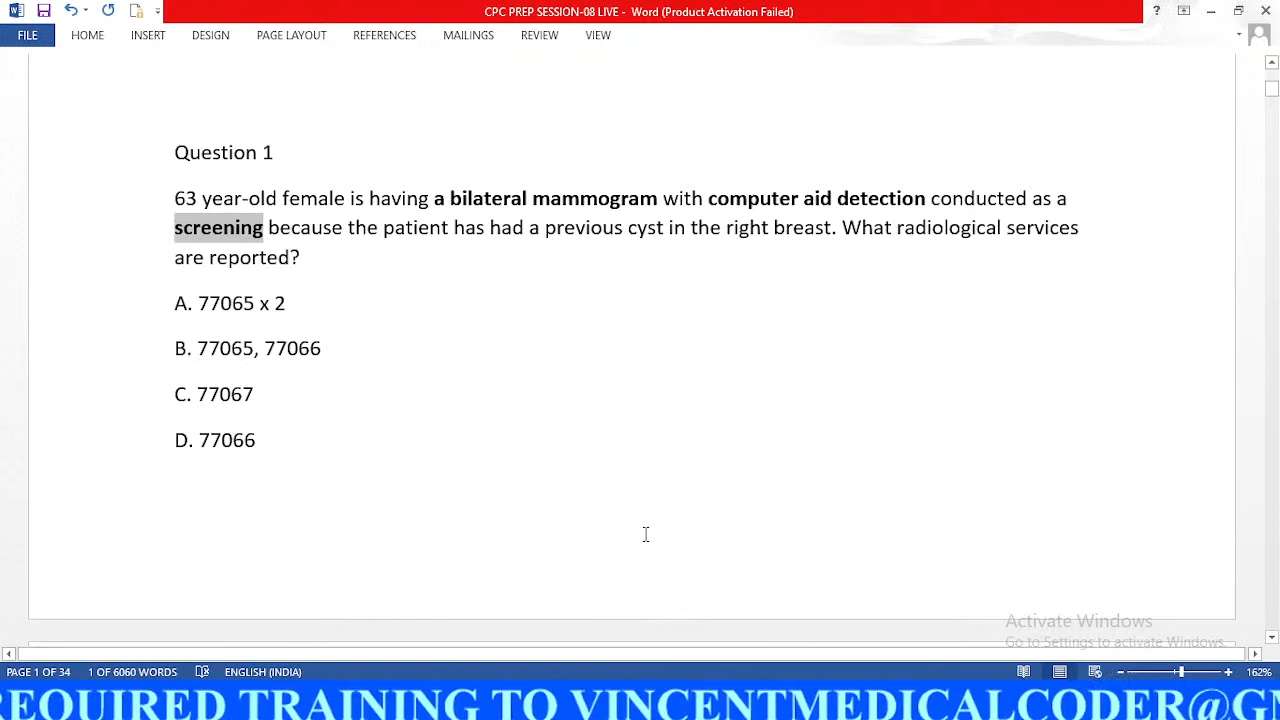 CPC PREP SESSION-08 LIVE - Word (Product Activation Failed)
FILE HOME INSERT DESIGN PAGE LAYOUT REFERENCES MAILINGS REVIEW VIEW
Question 1
63 year-old female is having a bilateral mammogram with computer aid detection conducted as a
screening because the patient has had a previous cyst in the right breast. What radiological services
are reported?
A. 77065 x 2
B. 77065, 77066
C. 77067
D. 77066
Activate Windows
Go to Settings to activate Windows.
PAGE 1 OF 34 1 OF 6060 WORDS ENGLISH (INDIA) 162%
REQUIRED TRAINING TO VINCENTMEDICALCODER@G